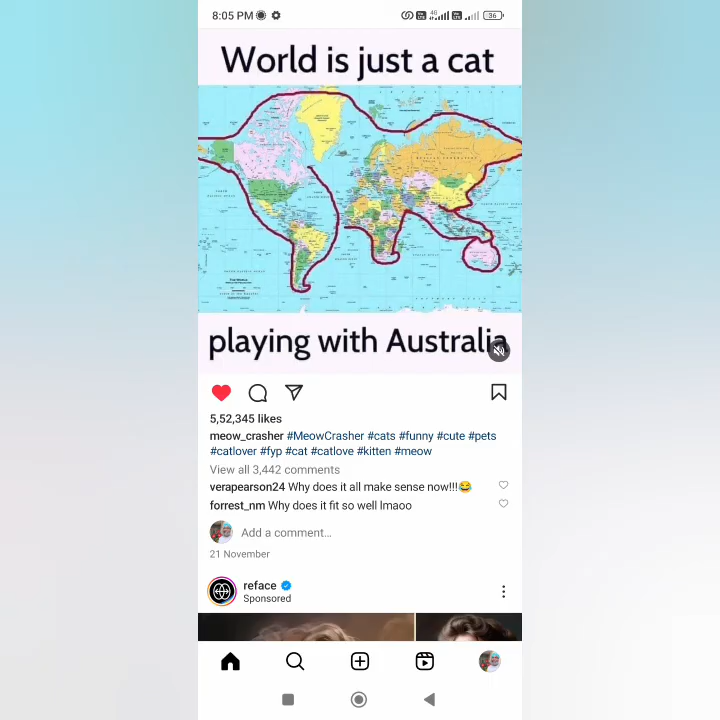 8:05 PM
4G
36
World is just a cat
playing with Australia
5,52,345 likes
meow_crasher #MeowCrasher #cats #funny #cute #pets
#catlover #fyp #cat #catlove #kitten #meow
View all 3,442 comments
verapearson24 Why does it all make sense now!!!😂
forrest_nm Why does it fit so well lmaoo
Add a comment...
21 November
reface
Sponsored